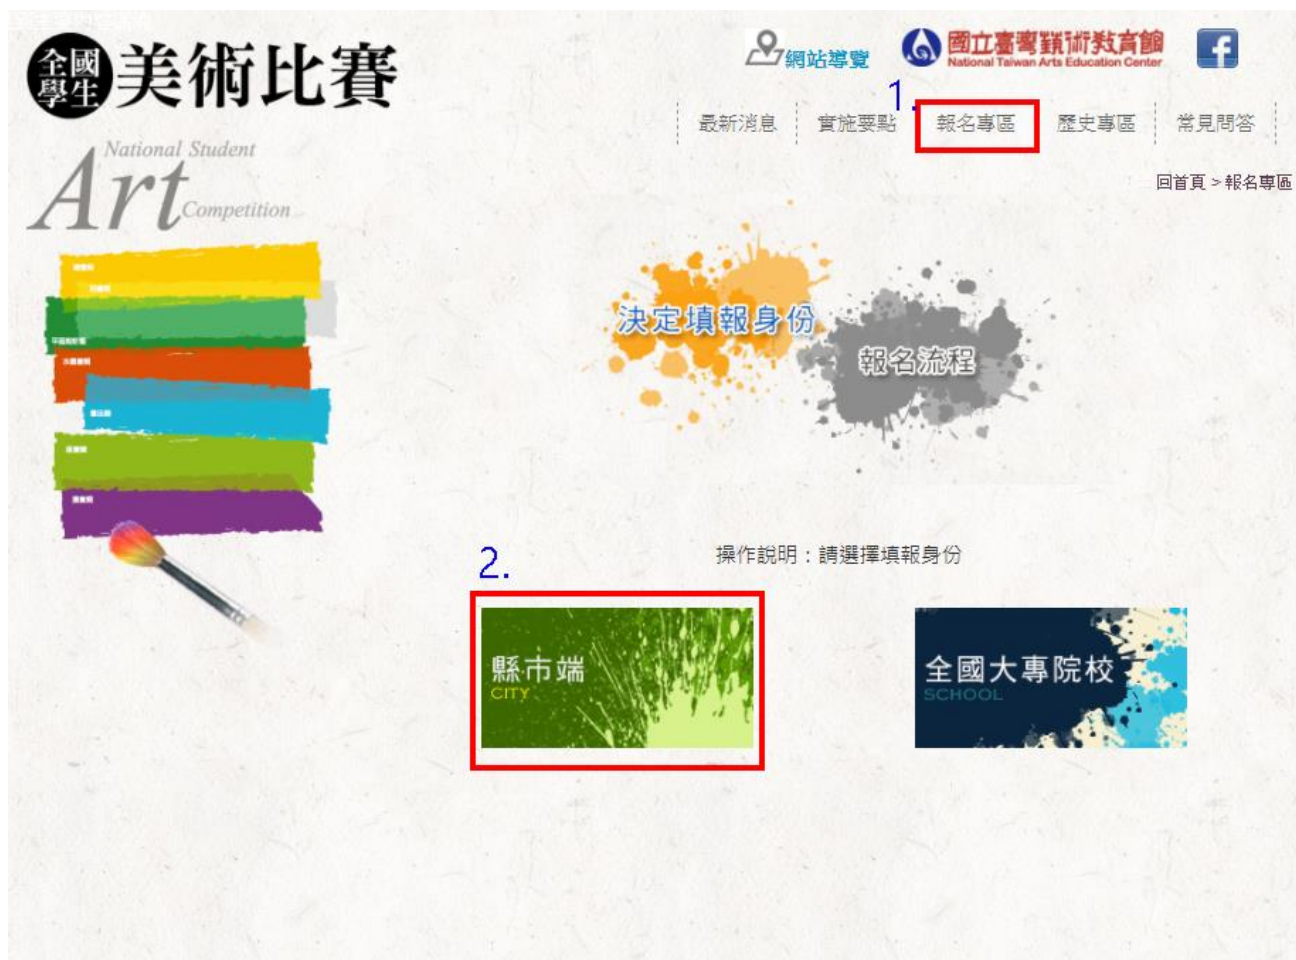 全國學生美術比賽
National Student
Art
Competition
網站導覽
國立臺灣藝術教育館
National Taiwan Arts Education Center
1.
最新消息
實施要點
報名專區
歷史專區
常見問答
回首頁 > 報名專區
決定填報身份
報名流程
2.
操作說明：請選擇填報身份
縣市端
CITY
全國大專院校
SCHOOL